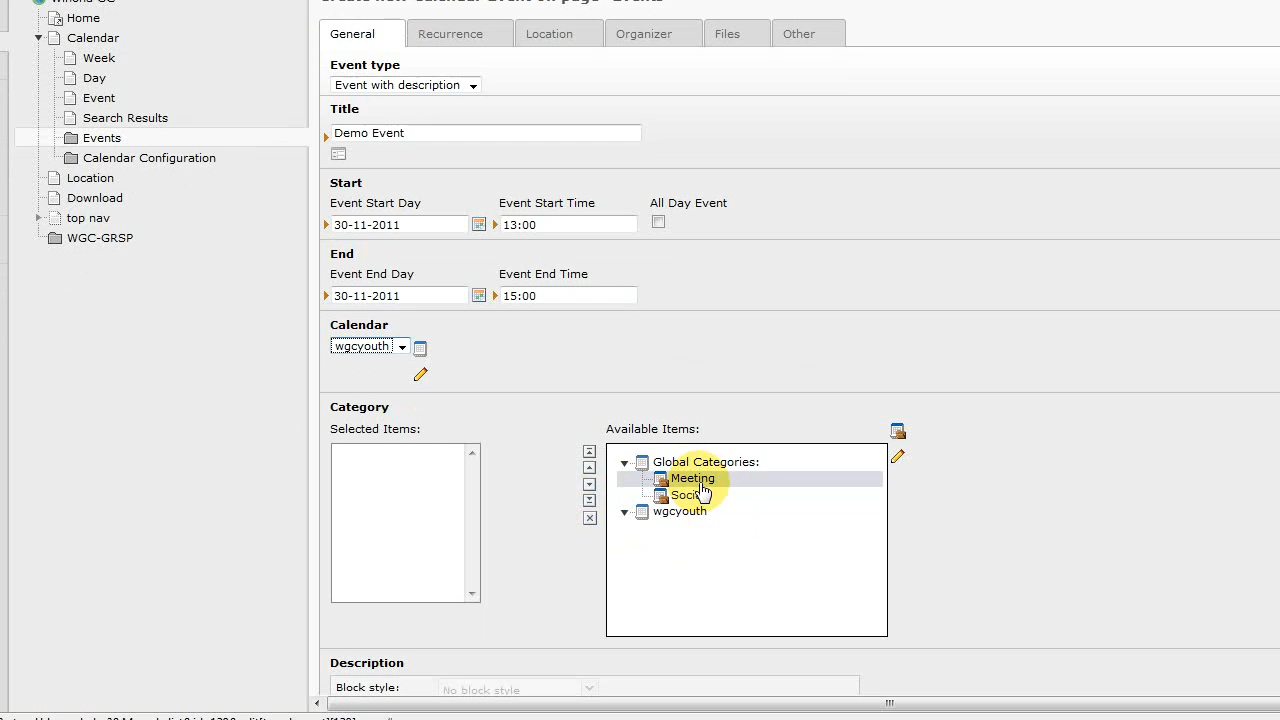 Home
Calendar
Week
Day
Event
Search Results
Events
Calendar Configuration
Location
Download
top nav
WGC-GRSP
General
Recurrence
Location
Organizer
Files
Other
Event type
Event with description
Title
Demo Event
Start
Event Start Day
Event Start Time
All Day Event
30-11-2011
13:00
End
Event End Day
Event End Time
30-11-2011
15:00
Calendar
wgcyouth
Category
Selected Items:
Available Items:
Global Categories:
Meeting
wgcyouth
Description
Block style:
No block style